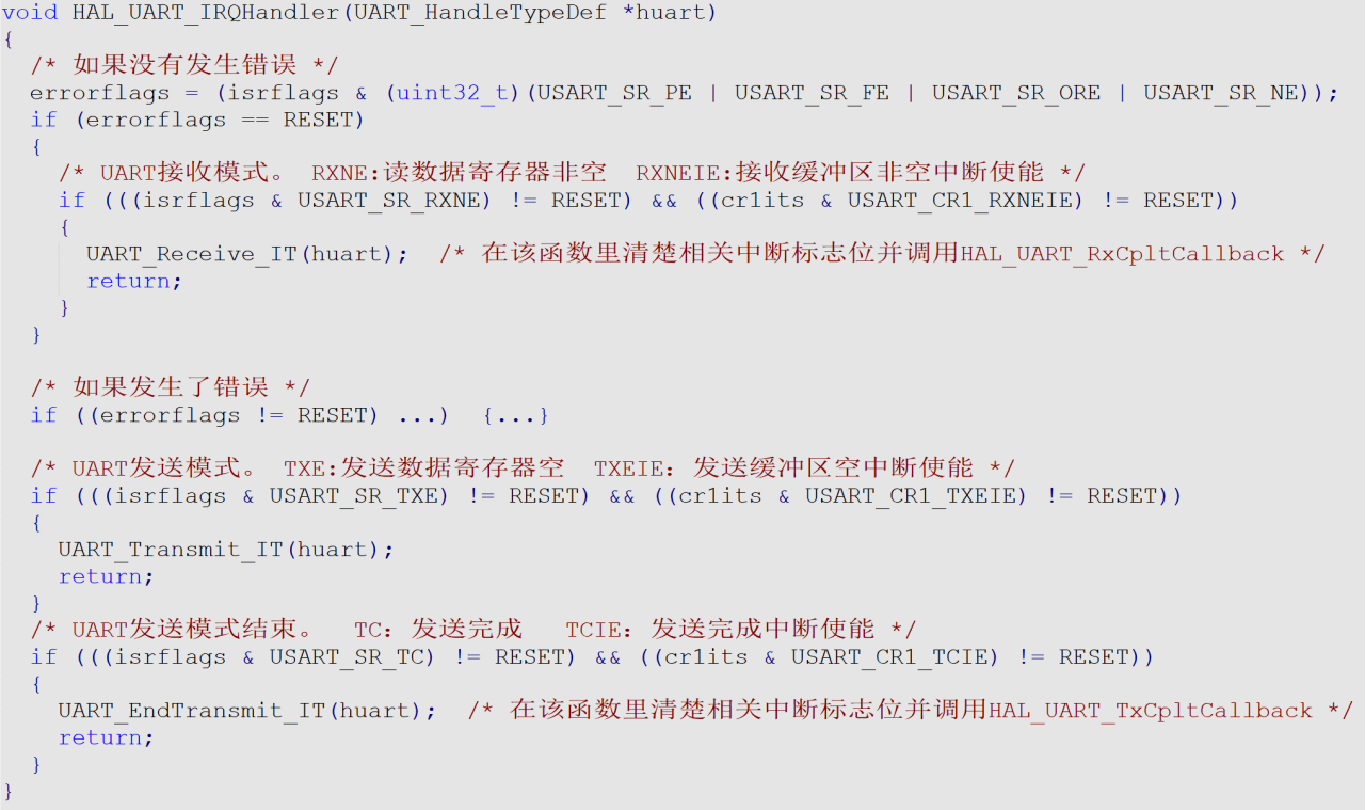 void HAL_UART_IRQHandler(UART_HandleTypeDef *huart)
{
/* 如果没有发生错误 */
errorflags = (isrflags & (uint32_t)(USART_SR_PE | USART_SR_FE | USART_SR_ORE | USART_SR_NE));
if (errorflags == RESET)
{
/* UART接收模式。 RXNE:读数据寄存器非空 RXNEIE:接收缓冲区非空中断使能 */
if (((isrflags & USART_SR_RXNE) != RESET) && ((cr1its & USART_CR1_RXNEIE) != RESET))
{
UART_Receive_IT(huart); /* 在该函数里清楚相关中断标志位并调用HAL_UART_RxCpltCallback */
return;
}
}
/* 如果发生了错误 */
if ((errorflags != RESET) ...) {...}
/* UART发送模式。 TXE:发送数据寄存器空 TXEIE: 发送缓冲区空中断使能 */
if (((isrflags & USART_SR_TXE) != RESET) && ((cr1its & USART_CR1_TXEIE) != RESET))
{
UART_Transmit_IT(huart);
return;
}
/* UART发送模式结束。 TC: 发送完成 TCIE: 发送完成中断使能 */
if (((isrflags & USART_SR_TC) != RESET) && ((cr1its & USART_CR1_TCIE) != RESET))
{
UART_EndTransmit_IT(huart); /* 在该函数里清楚相关中断标志位并调用HAL_UART_TxCpltCallback */
return;
}
}